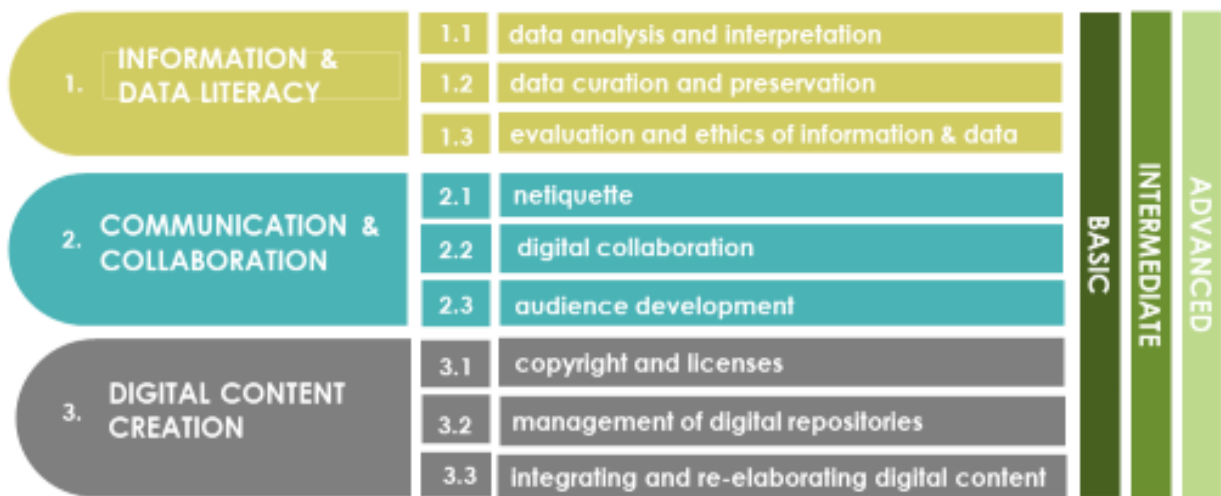 1.
INFORMATION &
DATA LITERACY
1.1 data analysis and interpretation
1.2 data curation and preservation
1.3 evaluation and ethics of information & data
2.
COMMUNICATION &
COLLABORATION
2.1 netiquette
2.2 digital collaboration
2.3 audience development
3.
DIGITAL CONTENT
CREATION
3.1 copyright and licenses
3.2 management of digital repositories
3.3 integrating and re-elaborating digital content
BASIC
INTERMEDIATE
ADVANCED